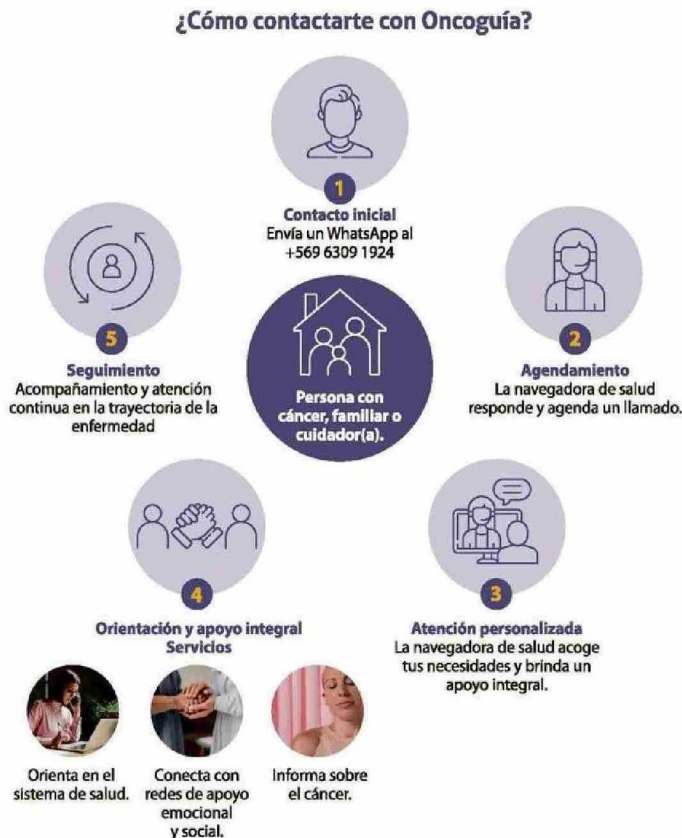 ¿Cómo contactarte con Oncoguía?
1
Contacto inicial
Envía un WhatsApp al
+569 6309 1924
2
Agendamiento
La navegadora de salud
responde y agenda un llamado.
3
Atención personalizada
La navegadora de salud acoge
tus necesidades y brinda un
apoyo integral.
4
Orientación y apoyo integral
Servicios
Orienta en el
sistema de salud.
Conecta con
redes de apoyo
emocional
y social.
Informa sobre
el cáncer.
5
Seguimiento
Acompañamiento y atención
continua en la trayectoria de la
enfermedad
Persona con
cáncer, familiar o
cuidador(a).